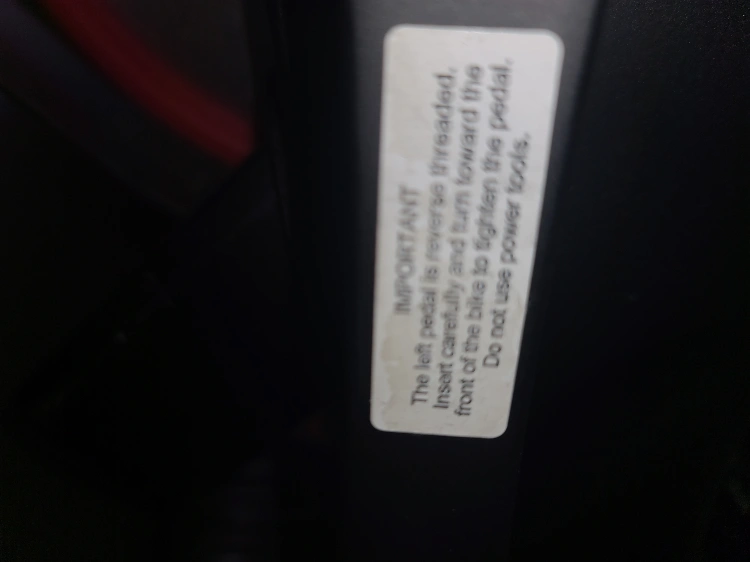 IMPORTANT
The left pedal is reverse threaded.
Insert carefully and turn toward the
front of the bike to tighten the pedal.
Do not use power tools.